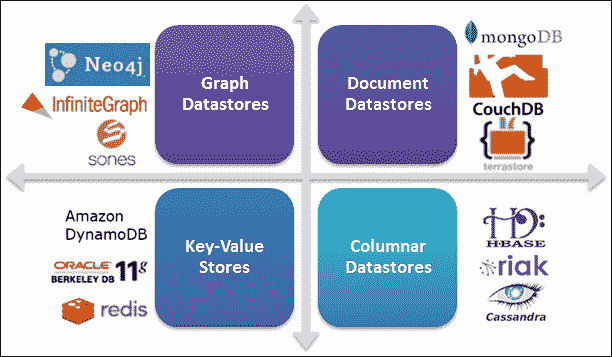 Neo4j
InfiniteGraph
sones
Graph
Datastores
Document
Datastores
mongoDB
CouchDB
terrastore
Amazon
DynamoDB
ORACLE
BERKELEY DB 11g
redis
Key-Value
Stores
Columnar
Datastores
HBASE
riak
Cassandra